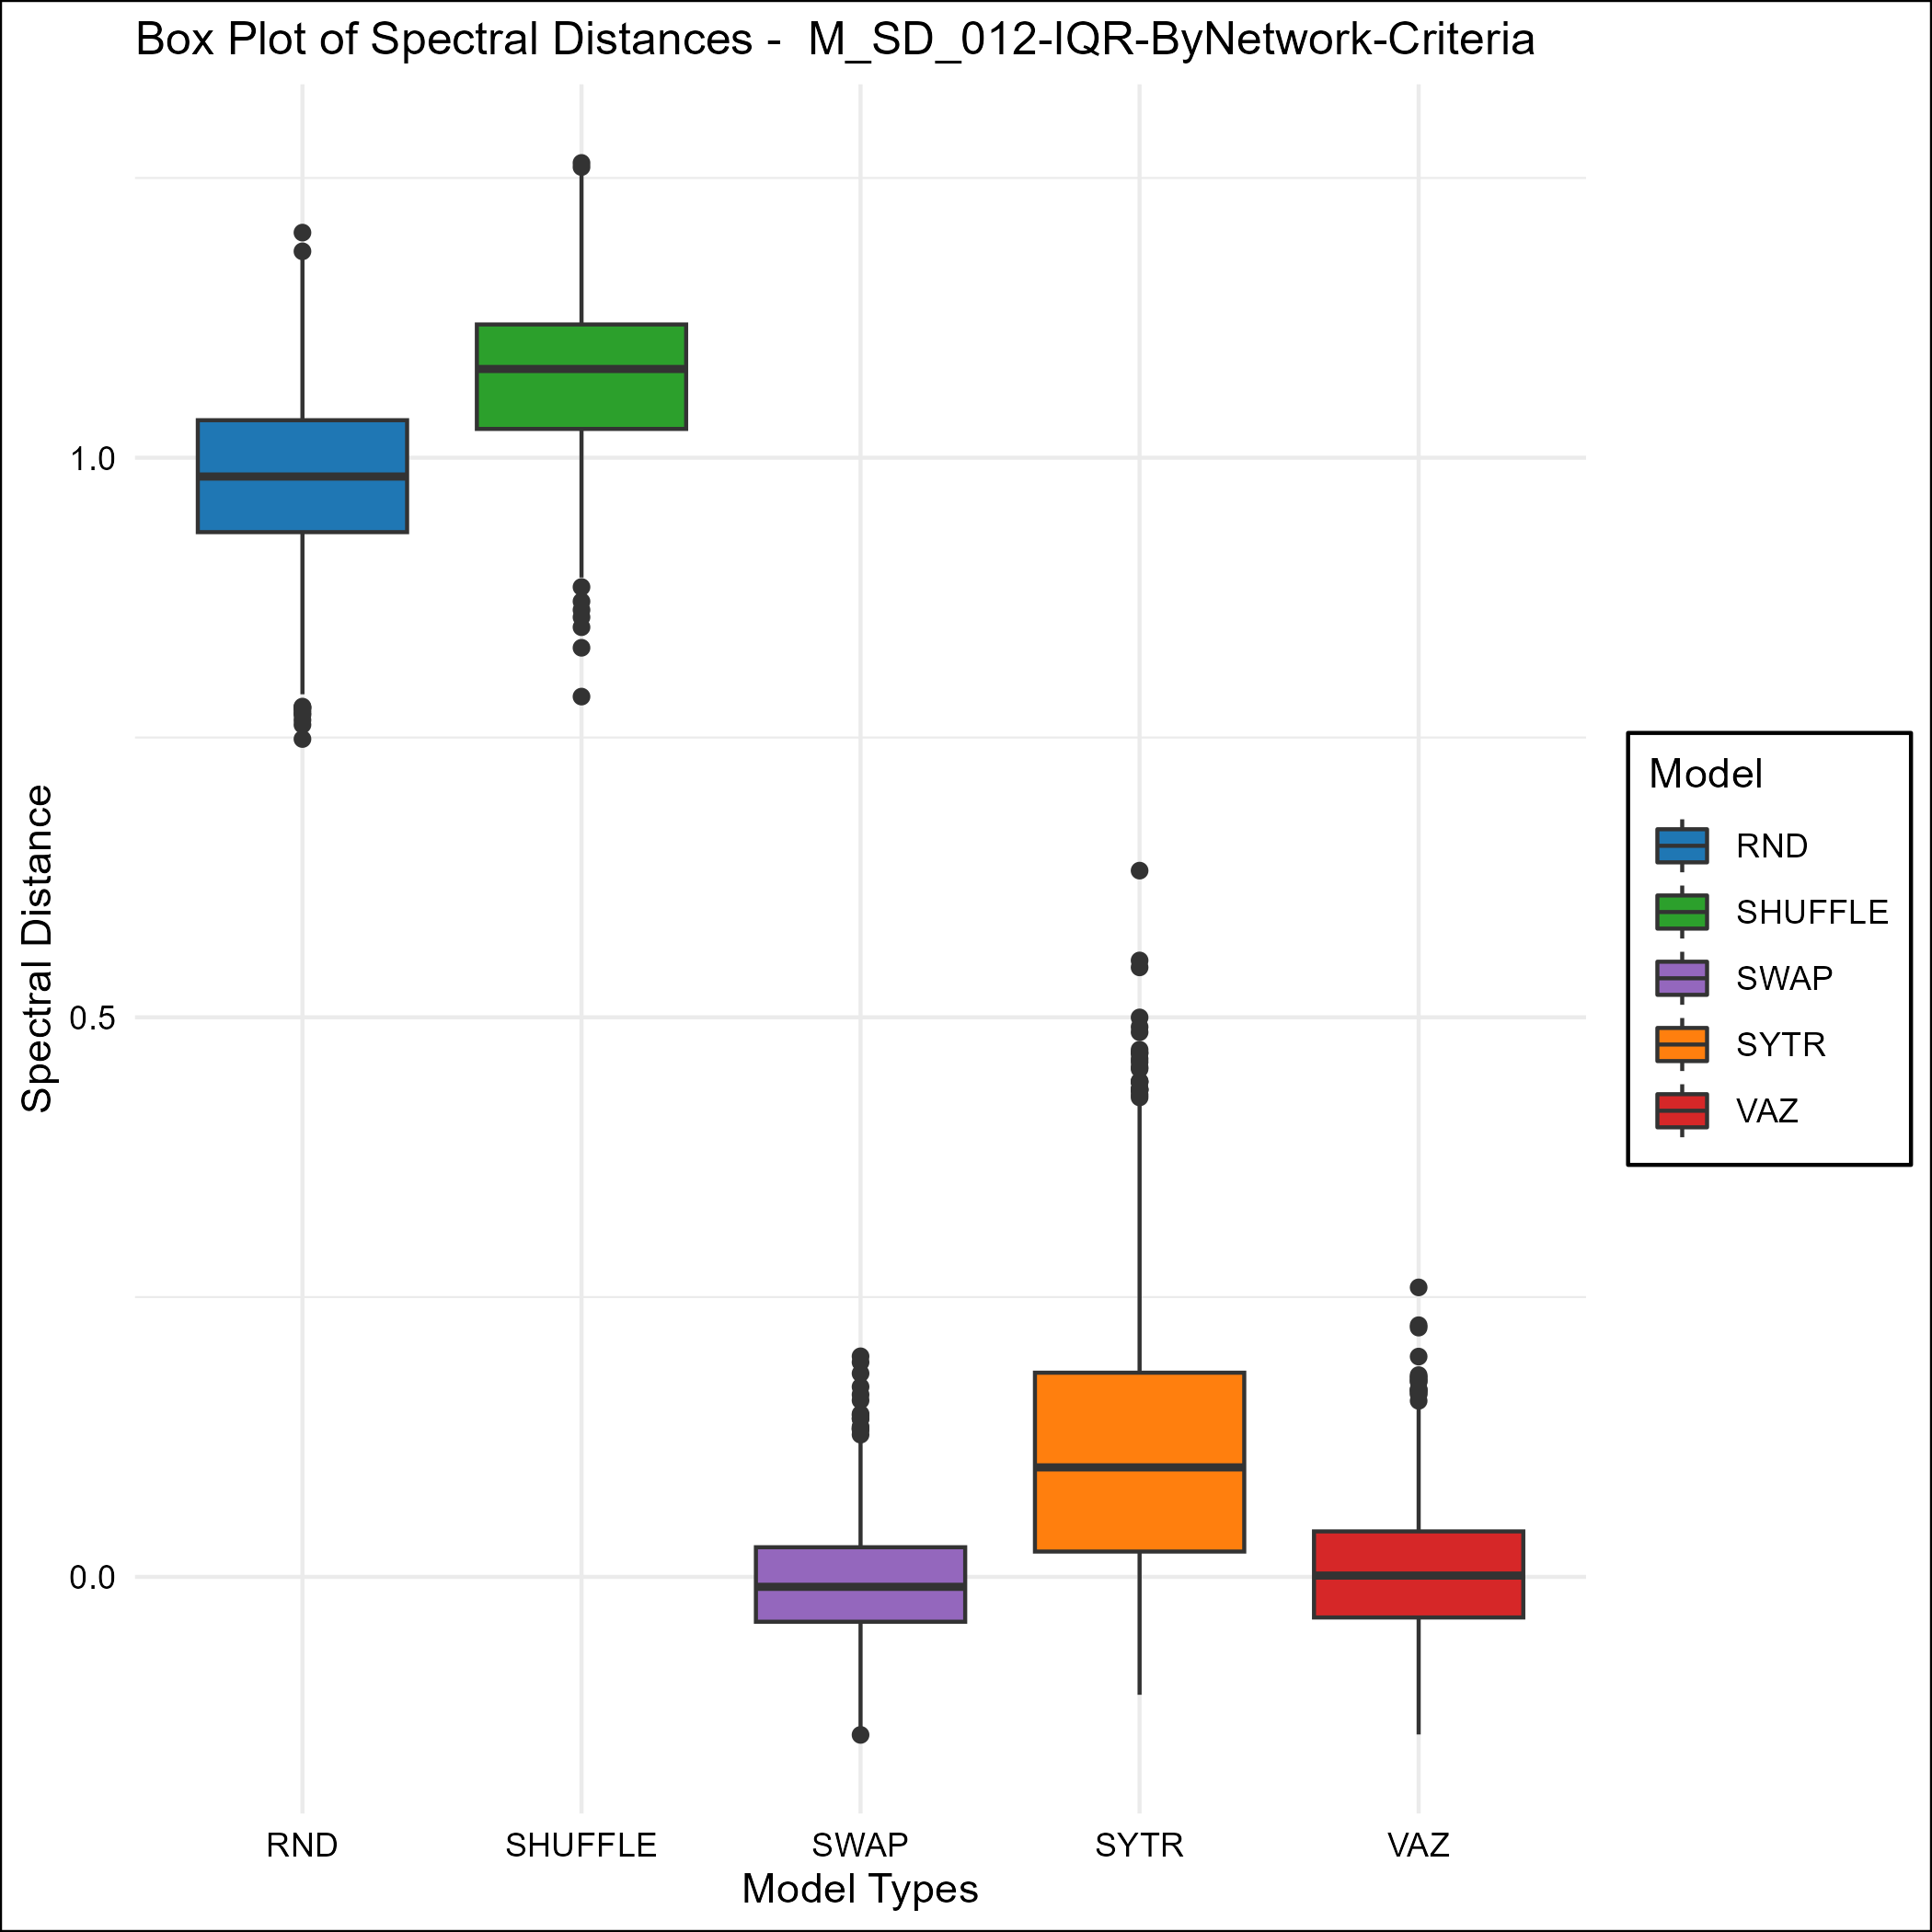 Box Plot of Spectral Distances -  M_SD_012-IQR-ByNetwork-Criteria
Spectral Distance
1.0
0.5
0.0
RND
SHUFFLE
SWAP
SYTR
VAZ
Model Types
Model
RND
SHUFFLE
SWAP
SYTR
VAZ